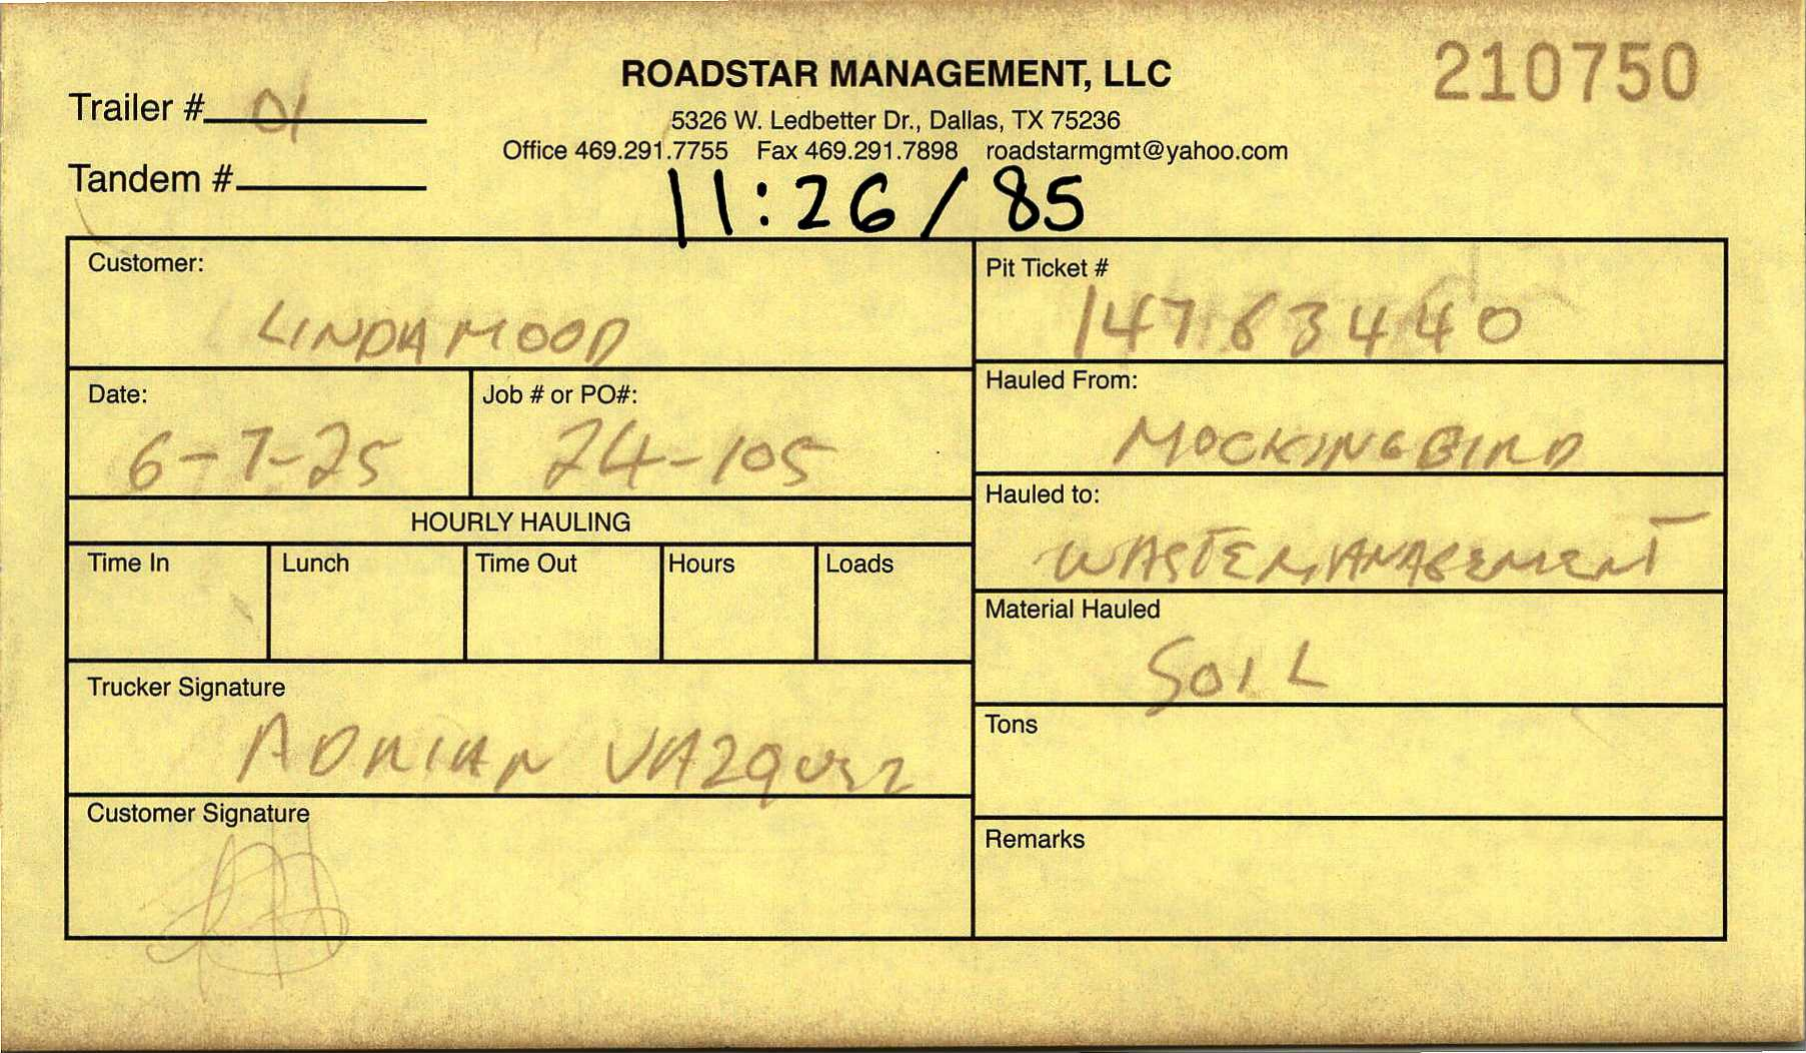 ROADSTAR MANAGEMENT, LLC
210750
Trailer # 01
5326 W. Ledbetter Dr., Dallas, TX 75236
Office 469.291.7755 Fax 469.291.7898 roadstarmgmt@yahoo.com
Tandem #
11:26 / 85
Customer:
LINDAMOOD
Pit Ticket #
14763440
Date:
6-7-25
Job # or PO#:
24-105
Hauled From:
MOCKINGBIRD
HOURLY HAULING
Hauled to:
WASTEMANAGEMENT
Time In
Lunch
Time Out
Hours
Loads
Material Hauled
SOIL
Trucker Signature
ADRIAN VAZQUEZ
Tons
Customer Signature
Remarks